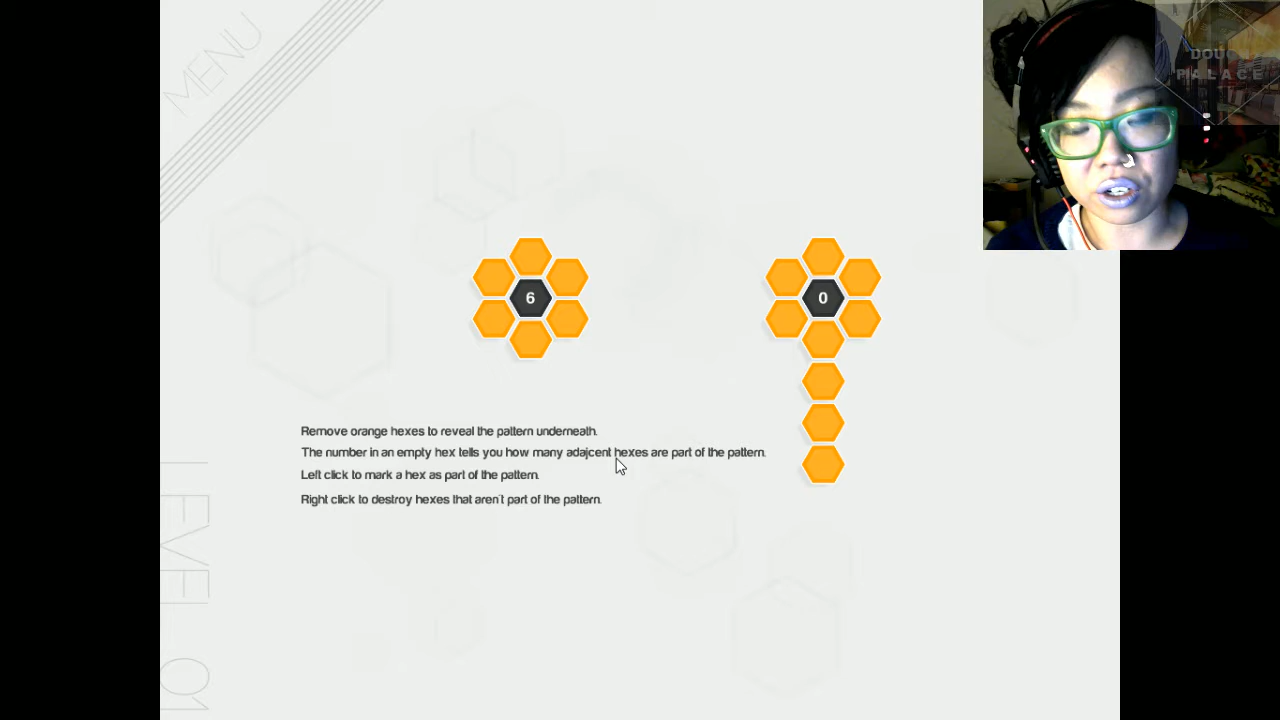 MENU
DOUGH
PALACE
6
0
Remove orange hexes to reveal the pattern underneath.
The number in an empty hex tells you how many adajcent hexes are part of the pattern.
Left click to mark a hex as part of the pattern.
Right click to destroy hexes that aren't part of the pattern.
LEVEL 01